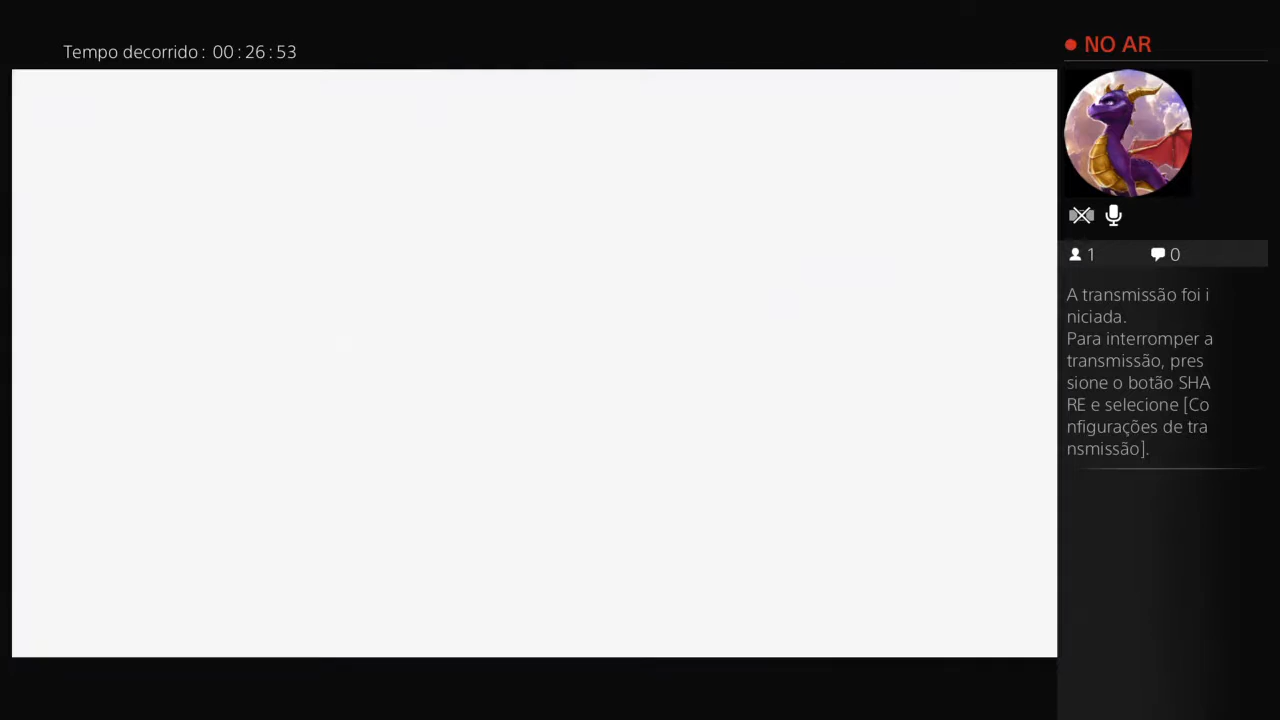 Tempo decorrido: 00:26:53
NO AR
1
0
A transmissão foi i
niciada.
Para interromper a
transmissão, pres
sione o botão SHA
RE e selecione [Co
nfigurações de tra
nsmissão].